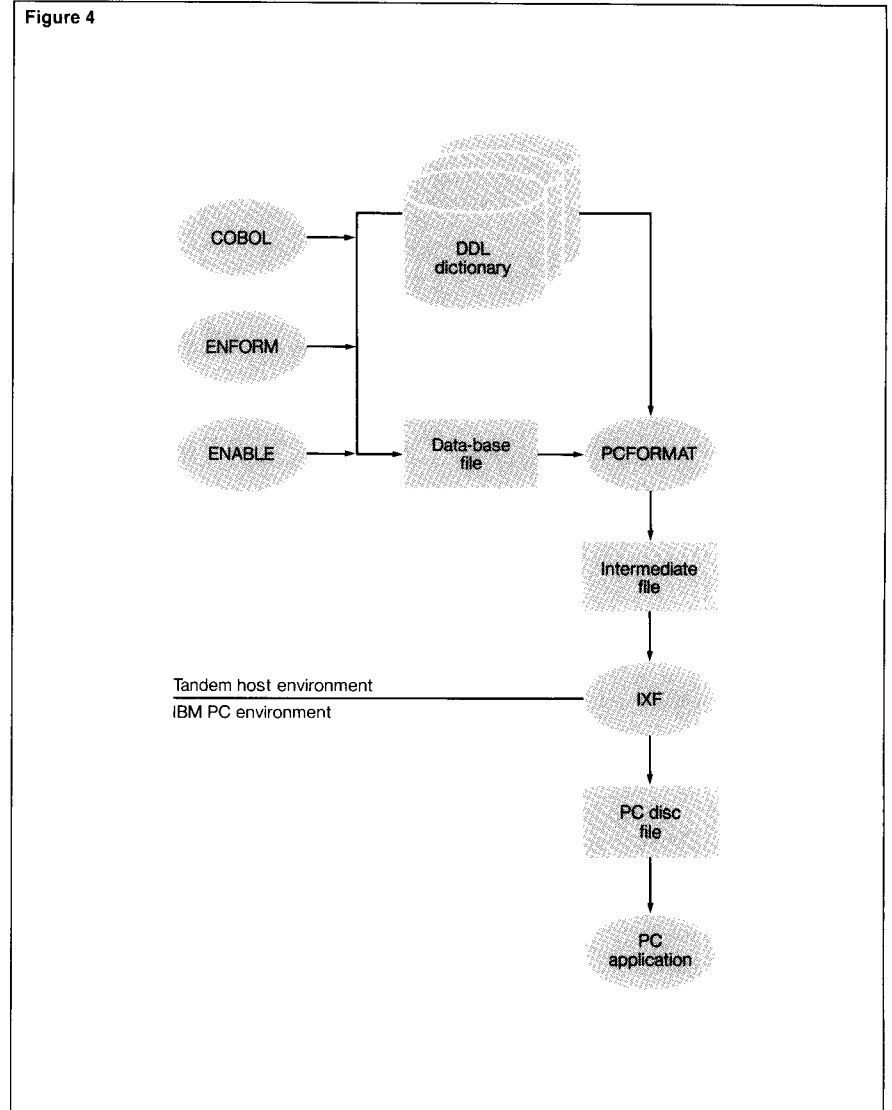 Figure 4
DDL
dictionary
COBOL
ENFORM
ENABLE
Data-base
file
PCFORMAT
Intermediate
file
Tandem host environment
IBM PC environment
IXF
PC disc
file
PC
application